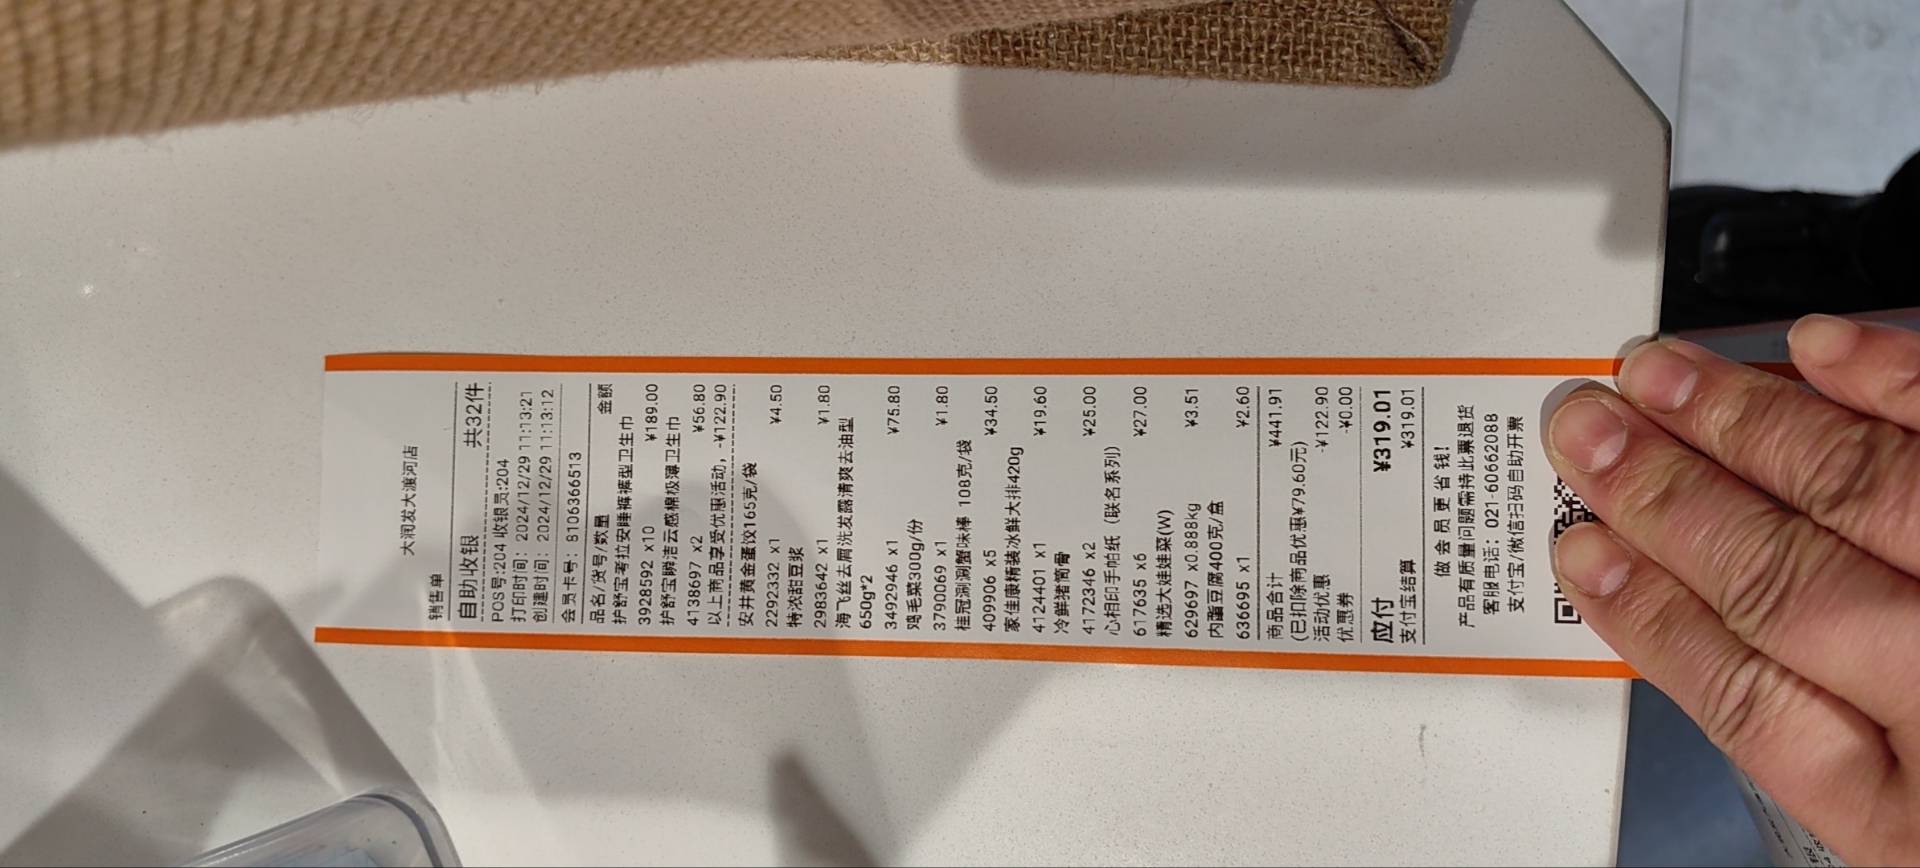 大润发大渡河店
销售单
自助收银 共32件
POS号:204 收银员:204
打印时间: 2024/12/29 11:13:21
创建时间: 2024/12/29 11:13:12
会员卡号: 8106366513
品名/货号/数量 金额
护舒宝考拉安睡裤裤型卫生巾
3928592 x10 ¥189.00
护舒宝瞬洁云感棉极薄卫生巾
4138697 x2 ¥56.80
以上商品享受优惠活动, -¥122.90
安井黄金蛋饺165克/袋
2292332 x1 ¥4.50
特浓甜豆浆
2983642 x1 ¥1.80
海飞丝去屑洗发露清爽去油型
650g*2
3492946 x1 ¥75.80
鸡毛菜300g/份
3790069 x1 ¥1.80
桂冠涮涮蟹味棒 108克/袋
4099906 x5 ¥34.50
家佳康精装冰鲜大排420g
4124401 x1 ¥19.60
冷鲜猪筒骨
4172346 x2 ¥25.00
心相印手帕纸 (联名系列)
617635 x6 ¥27.00
精选大娃娃菜(W)
629697 x0.888kg ¥3.51
内酯豆腐400克/盒
636695 x1 ¥2.60
商品合计 ¥441.91
(已扣除商品优惠¥79.60元)
活动优惠 -¥122.90
优惠券 -¥0.00
应付 ¥319.01
支付宝结算 ¥319.01
做会员更省钱!
产品有质量问题需持此票退货
客服电话: 021-60662088
支付宝/微信扫码自助开票